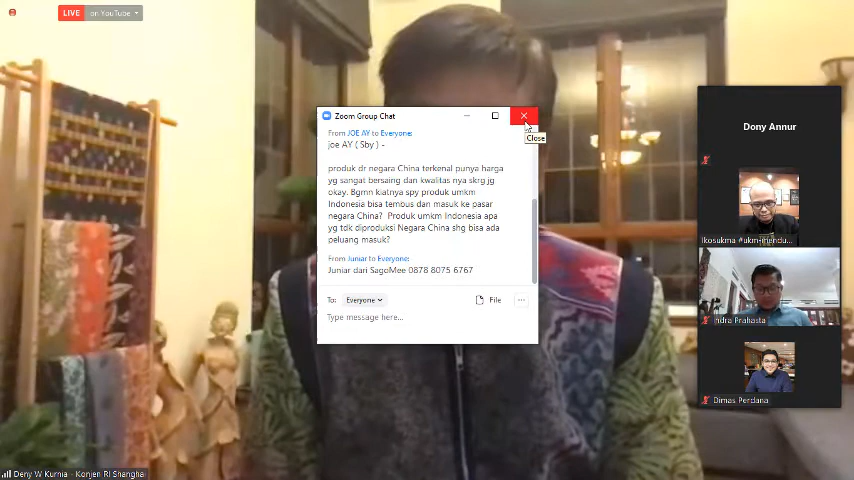 LIVE on YouTube
Zoom Group Chat
Close
From JOE AY to Everyone:
joe AY ( Sby ) -
produk dr negara China terkenal punya harga
yg sangat bersaing dan kwalitas nya skrg jg
okay. Bgmn kiatnya spy produk umkm
Indonesia bisa tembus dan masuk ke pasar
negara China?  Produk umkm Indonesia apa
yg tdk diproduksi Negara China shg bisa ada
peluang masuk?
From Juniar to Everyone:
Juniar dari SagoMee 0878 8075 6767
To: Everyone File ...
Type message here...
Dony Annur
Ikosukma
ndra Prahasta
Dimas Perdana
Deny W Kurnia - Konjen RI Shanghai